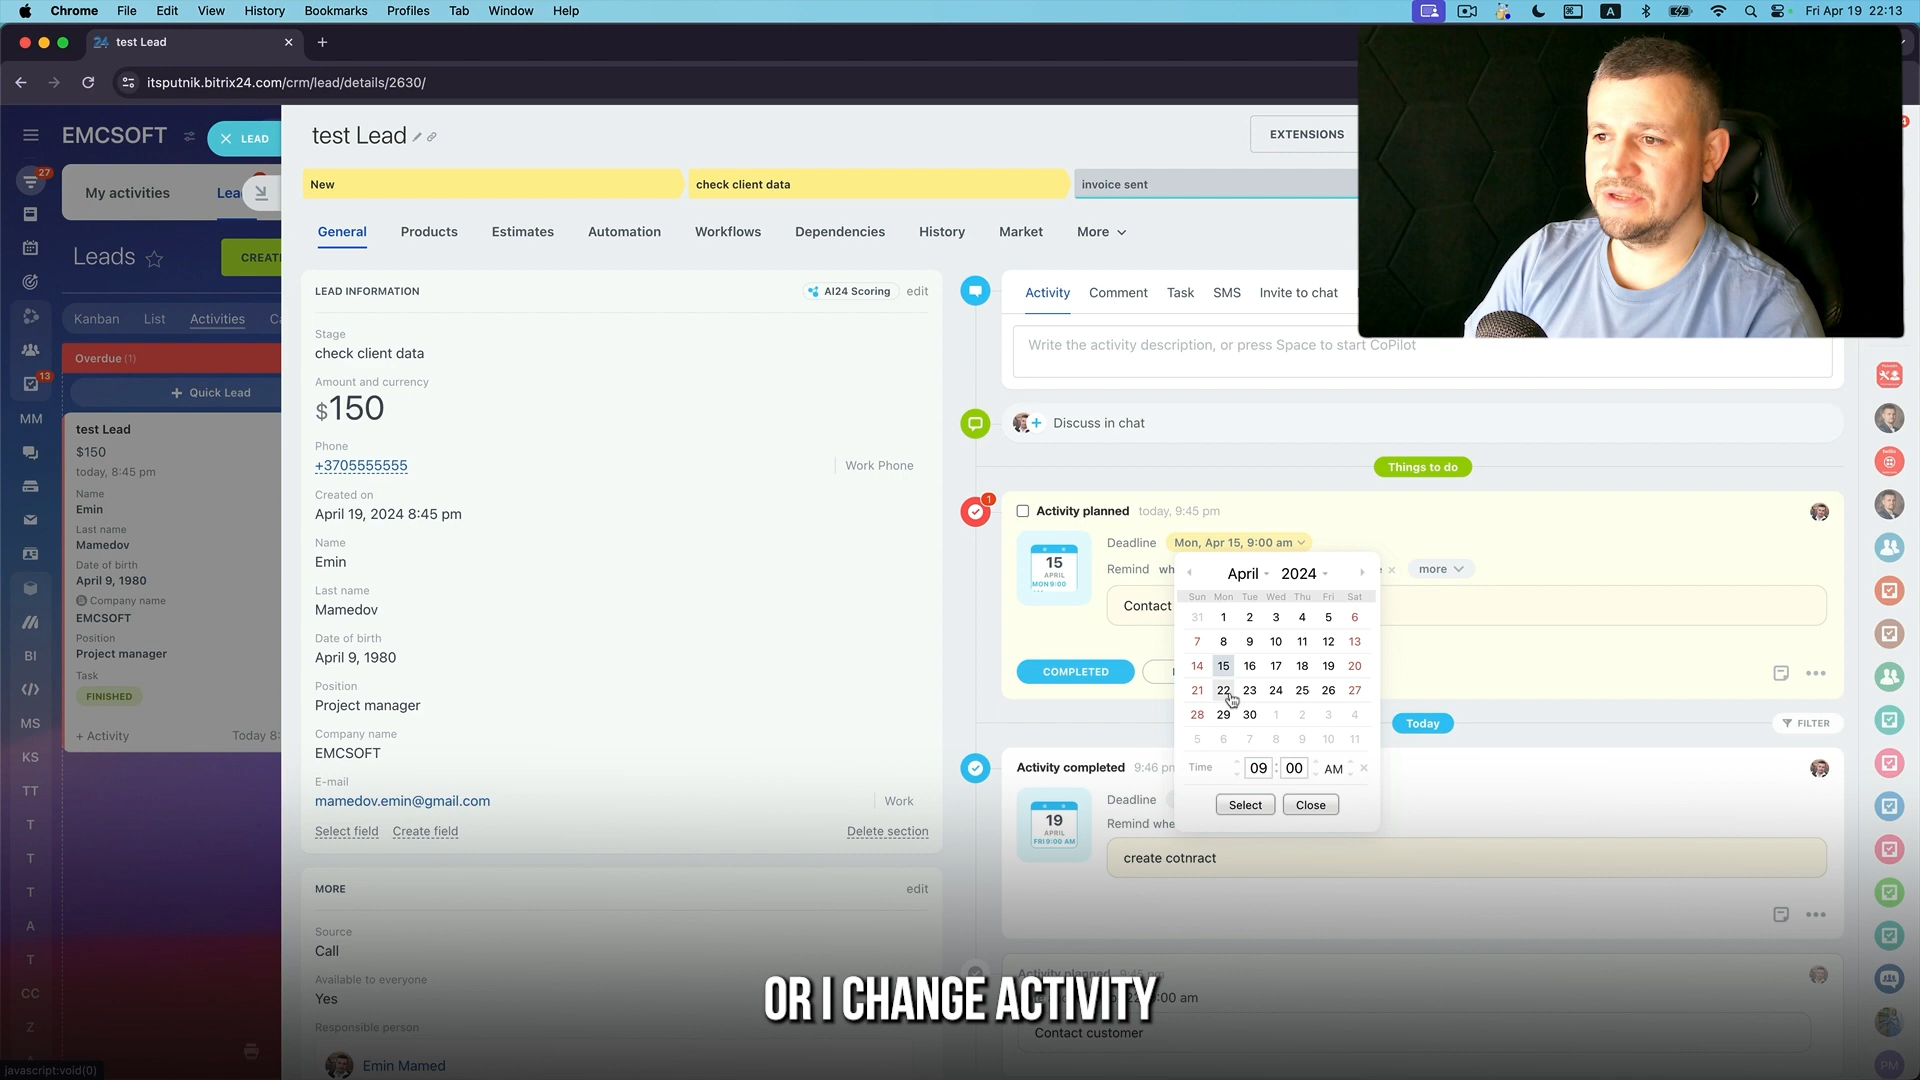 Chrome File Edit View History Bookmarks Profiles Tab Window Help
A
Fri Apr 19 22:13
24 test Lead
itsputnik.bitrix24.com/crm/lead/details/2630/
EMCSOFT
LEAD
test Lead
EXTENSIONS
27
My activities
New
check client data
invoice sent
General Products Estimates Automation Workflows Dependencies History Market More
Leads
LEAD INFORMATION
AI24 Scoring
edit
Activity Comment Task SMS Invite to chat
Kanban List Activities
Stage
check client data
Write the activity description, or press Space to start CoPilot
Overdue (1)
13
Amount and currency
$150
Quick Lead
MM
test Lead
$150
today, 8:45 pm
Name
Emin
Last name
Mamedov
Date of birth
April 9, 1980
Company name
EMCSOFT
Position
Project manager
Task
FINISHED
+ Activity
BI
MS
KS
TT
T
T
T
A
T
CC
Z
Phone
+3705555555
Work Phone
Created on
April 19, 2024 8:45 pm
Name
Emin
Last name
Mamedov
Date of birth
April 9, 1980
Position
Project manager
Company name
EMCSOFT
E-mail
mamedov.emin@gmail.com
Work
Select field Create field
Delete section
MORE
edit
Source
Call
Available to everyone
Yes
Responsible person
Emin Mamed
Discuss in chat
Things to do
1
Activity planned today, 9:45 pm
15
APRIL
MON 9:00
Deadline Mon, Apr 15, 9:00 am
Remind
more
Contact
COMPLETED
April 2024
Sun Mon Tue Wed Thu Fri Sat
31 1 2 3 4 5 6
7 8 9 10 11 12 13
14 15 16 17 18 19 20
21 22 23 24 25 26 27
28 29 30 1 2 3 4
5 6 7 8 9 10 11
Time 09 : 00 AM
Select Close
Today
FILTER
Activity completed 9:46
19
APRIL
FRI 9:00 AM
Deadline
Remind
create cotnract
Activity planned 9:45 pm
Contact customer
OR I CHANGE ACTIVITY
PM
javascript:void(0)